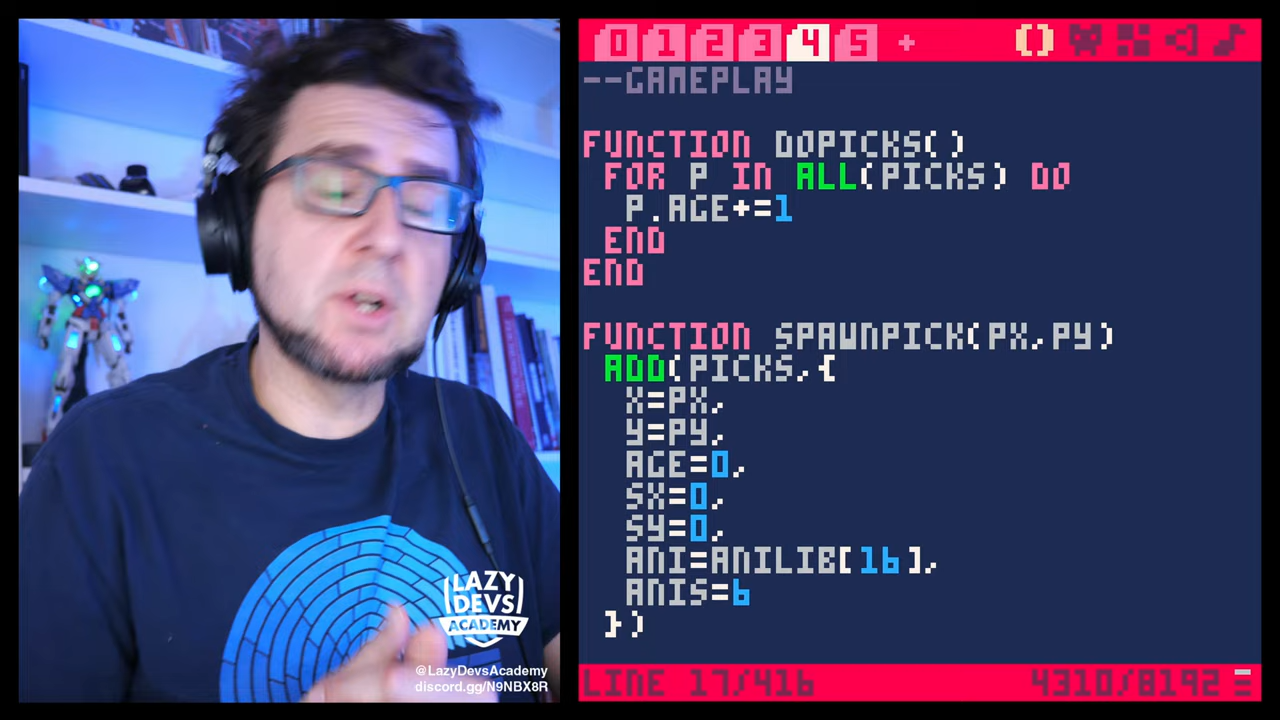 0 1 2 3 4 5 +
--GAMEPLAY
FUNCTION DOPICKS()
FOR P IN ALL(PICKS) DO
P.AGE+=1
END
END
FUNCTION SPAWNPICK(PX,PY)
ADD(PICKS,{
X=PX,
Y=PY,
AGE=0,
SX=0,
SY=0,
ANI=ANILIB[16],
ANIS=6
})
LINE 17/416 4310/8192
LAZY
DEVS
ACADEMY
@LazyDevsAcademy
discord.gg/N9NBX8R